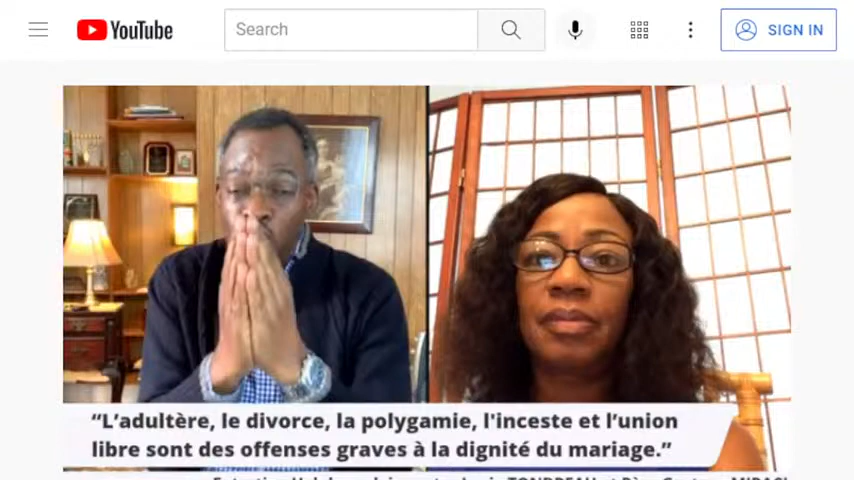 YouTube
Search
SIGN IN
“L’adultère, le divorce, la polygamie, l'inceste et l’union
libre sont des offenses graves à la dignité du mariage.”